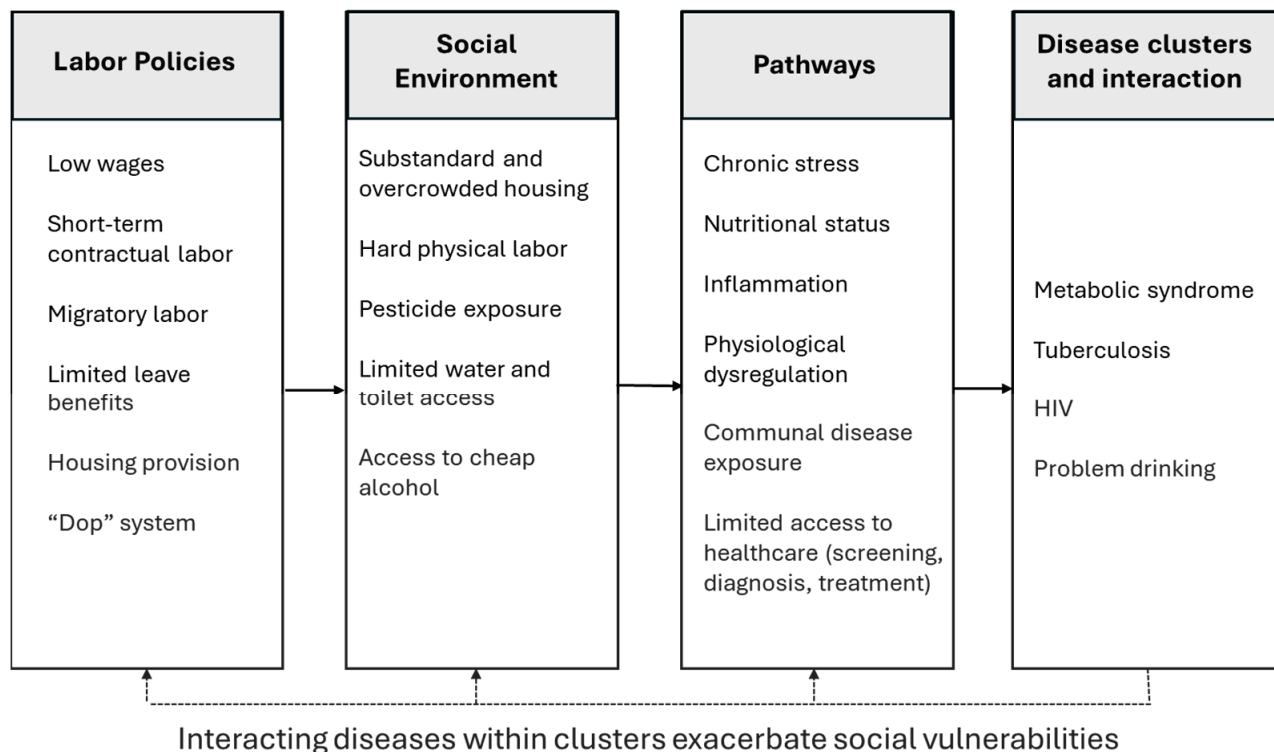 Labor Policies
Low wages
Short-term
contractual labor
Migratory labor
Limited leave
benefits
Housing provision
“Dop” system
Social
Environment
Substandard and
overcrowded housing
Hard physical labor
Pesticide exposure
Limited water and
toilet access
Access to cheap
alcohol
Pathways
Chronic stress
Nutritional status
Inflammation
Physiological
dysregulation
Communal disease
exposure
Limited access to
healthcare (screening,
diagnosis, treatment)
Disease clusters
and interaction
Metabolic syndrome
Tuberculosis
HIV
Problem drinking
Interacting diseases within clusters exacerbate social vulnerabilities